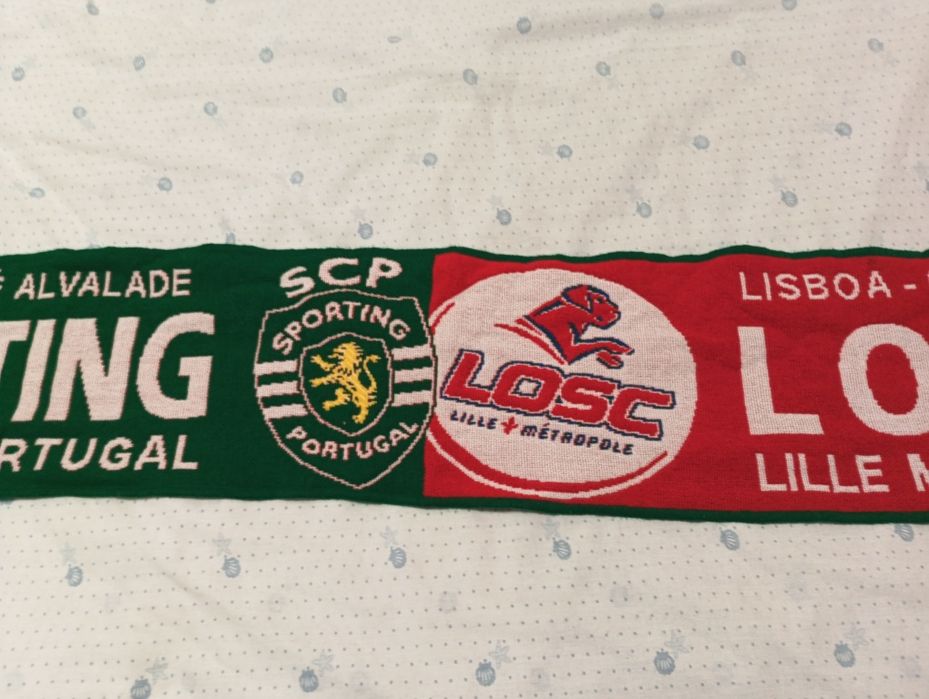 ALVALADE
TING
RTUGAL
SCP
SPORTING
PORTUGAL
LOSC
LILLE MÉTROPOLE
LISBOA -
LO
LILLE